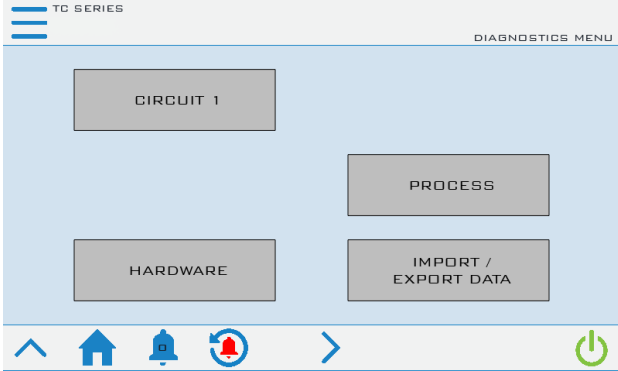 TC SERIES
DIAGNOSTICS MENU
CIRCUIT 1
PROCESS
HARDWARE
IMPORT /
EXPORT DATA